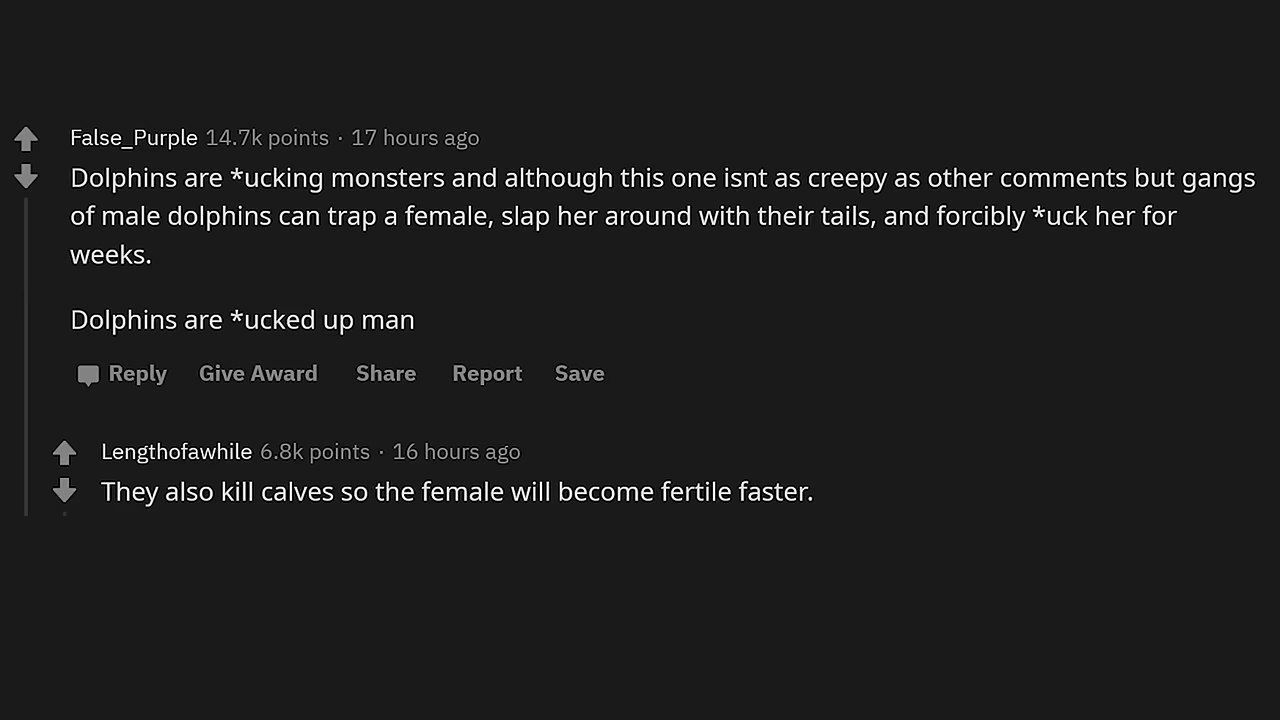 False_Purple 14.7k points · 17 hours ago
Dolphins are *ucking monsters and although this one isnt as creepy as other comments but gangs
of male dolphins can trap a female, slap her around with their tails, and forcibly *uck her for
weeks.
Dolphins are *ucked up man
Reply Give Award Share Report Save
Lengthofawhile 6.8k points · 16 hours ago
They also kill calves so the female will become fertile faster.